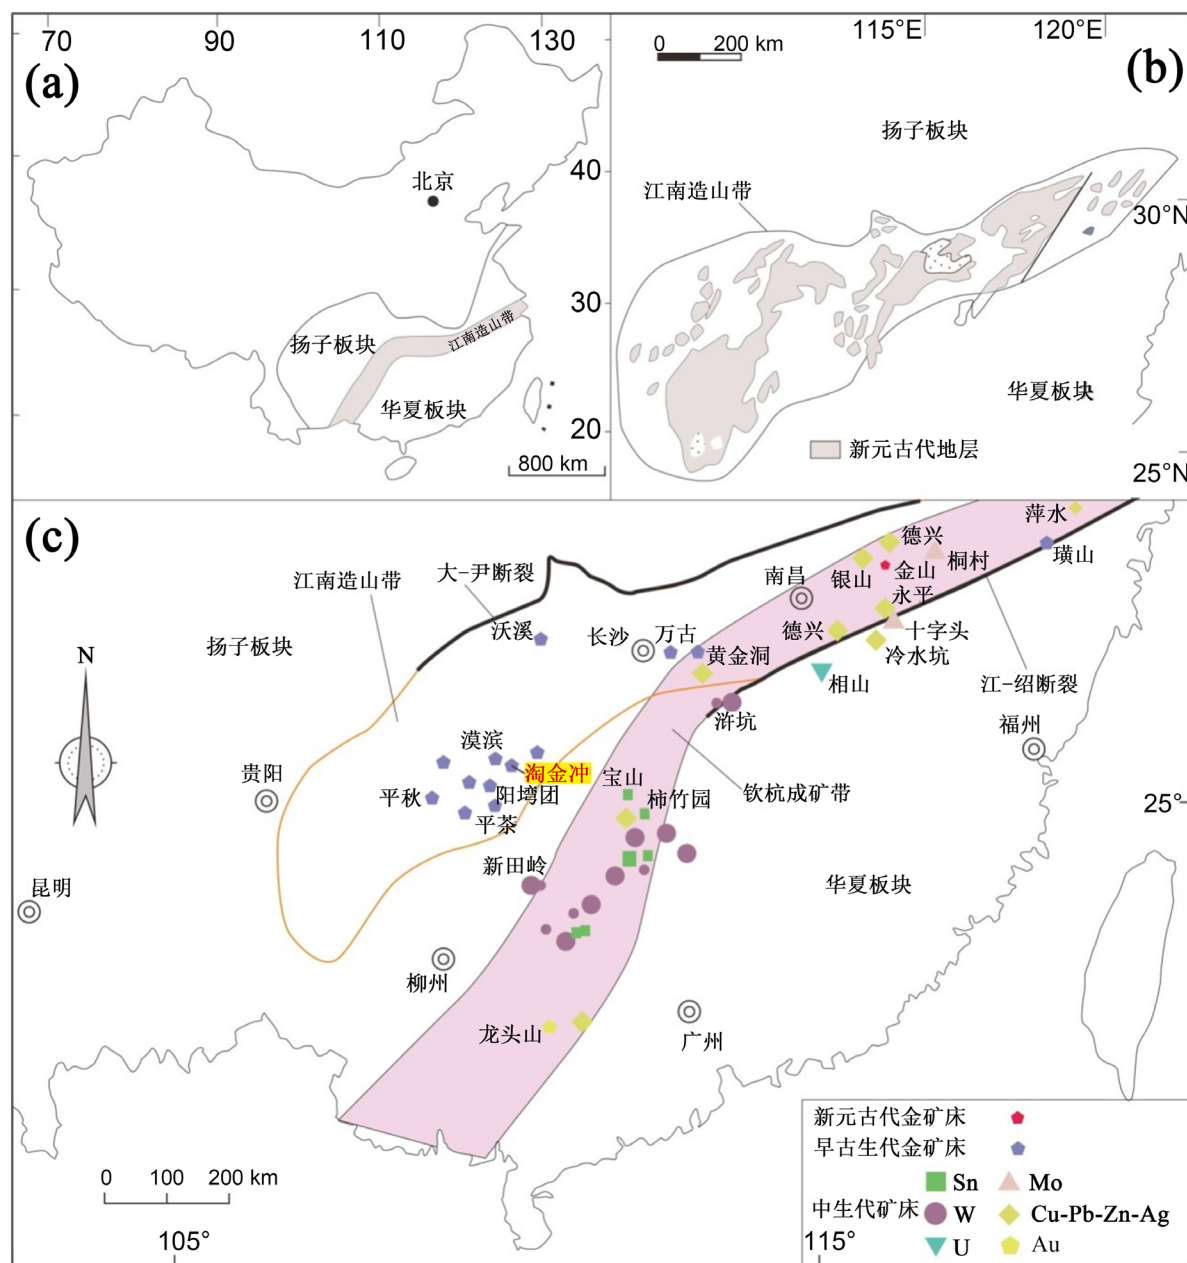 70
90
110
130
(a)
北京
40
30
20
扬子板块
江南造山带
华夏板块
800 km
0 200 km
115°E
120°E
(b)
扬子板块
江南造山带
30°N
华夏板块
新元古代地层
25°N
(c)
江南造山带
大-尹断裂
扬子板块
沃溪
长沙
万古
黄金洞
南昌
德兴
银山
金山
桐村
萍水
璜山
永平
德兴
十字头
冷水坑
相山
江-绍断裂
浒坑
福州
N
漠滨
淘金冲
宝山
钦杭成矿带
贵阳
平秋
阳塆团
柿竹园
25°
平茶
新田岭
华夏板块
昆明
柳州
龙头山
广州
新元古代金矿床
早古生代金矿床
中生代矿床
Sn
Mo
W
Cu-Pb-Zn-Ag
U
Au
0 100 200 km
105°
115°